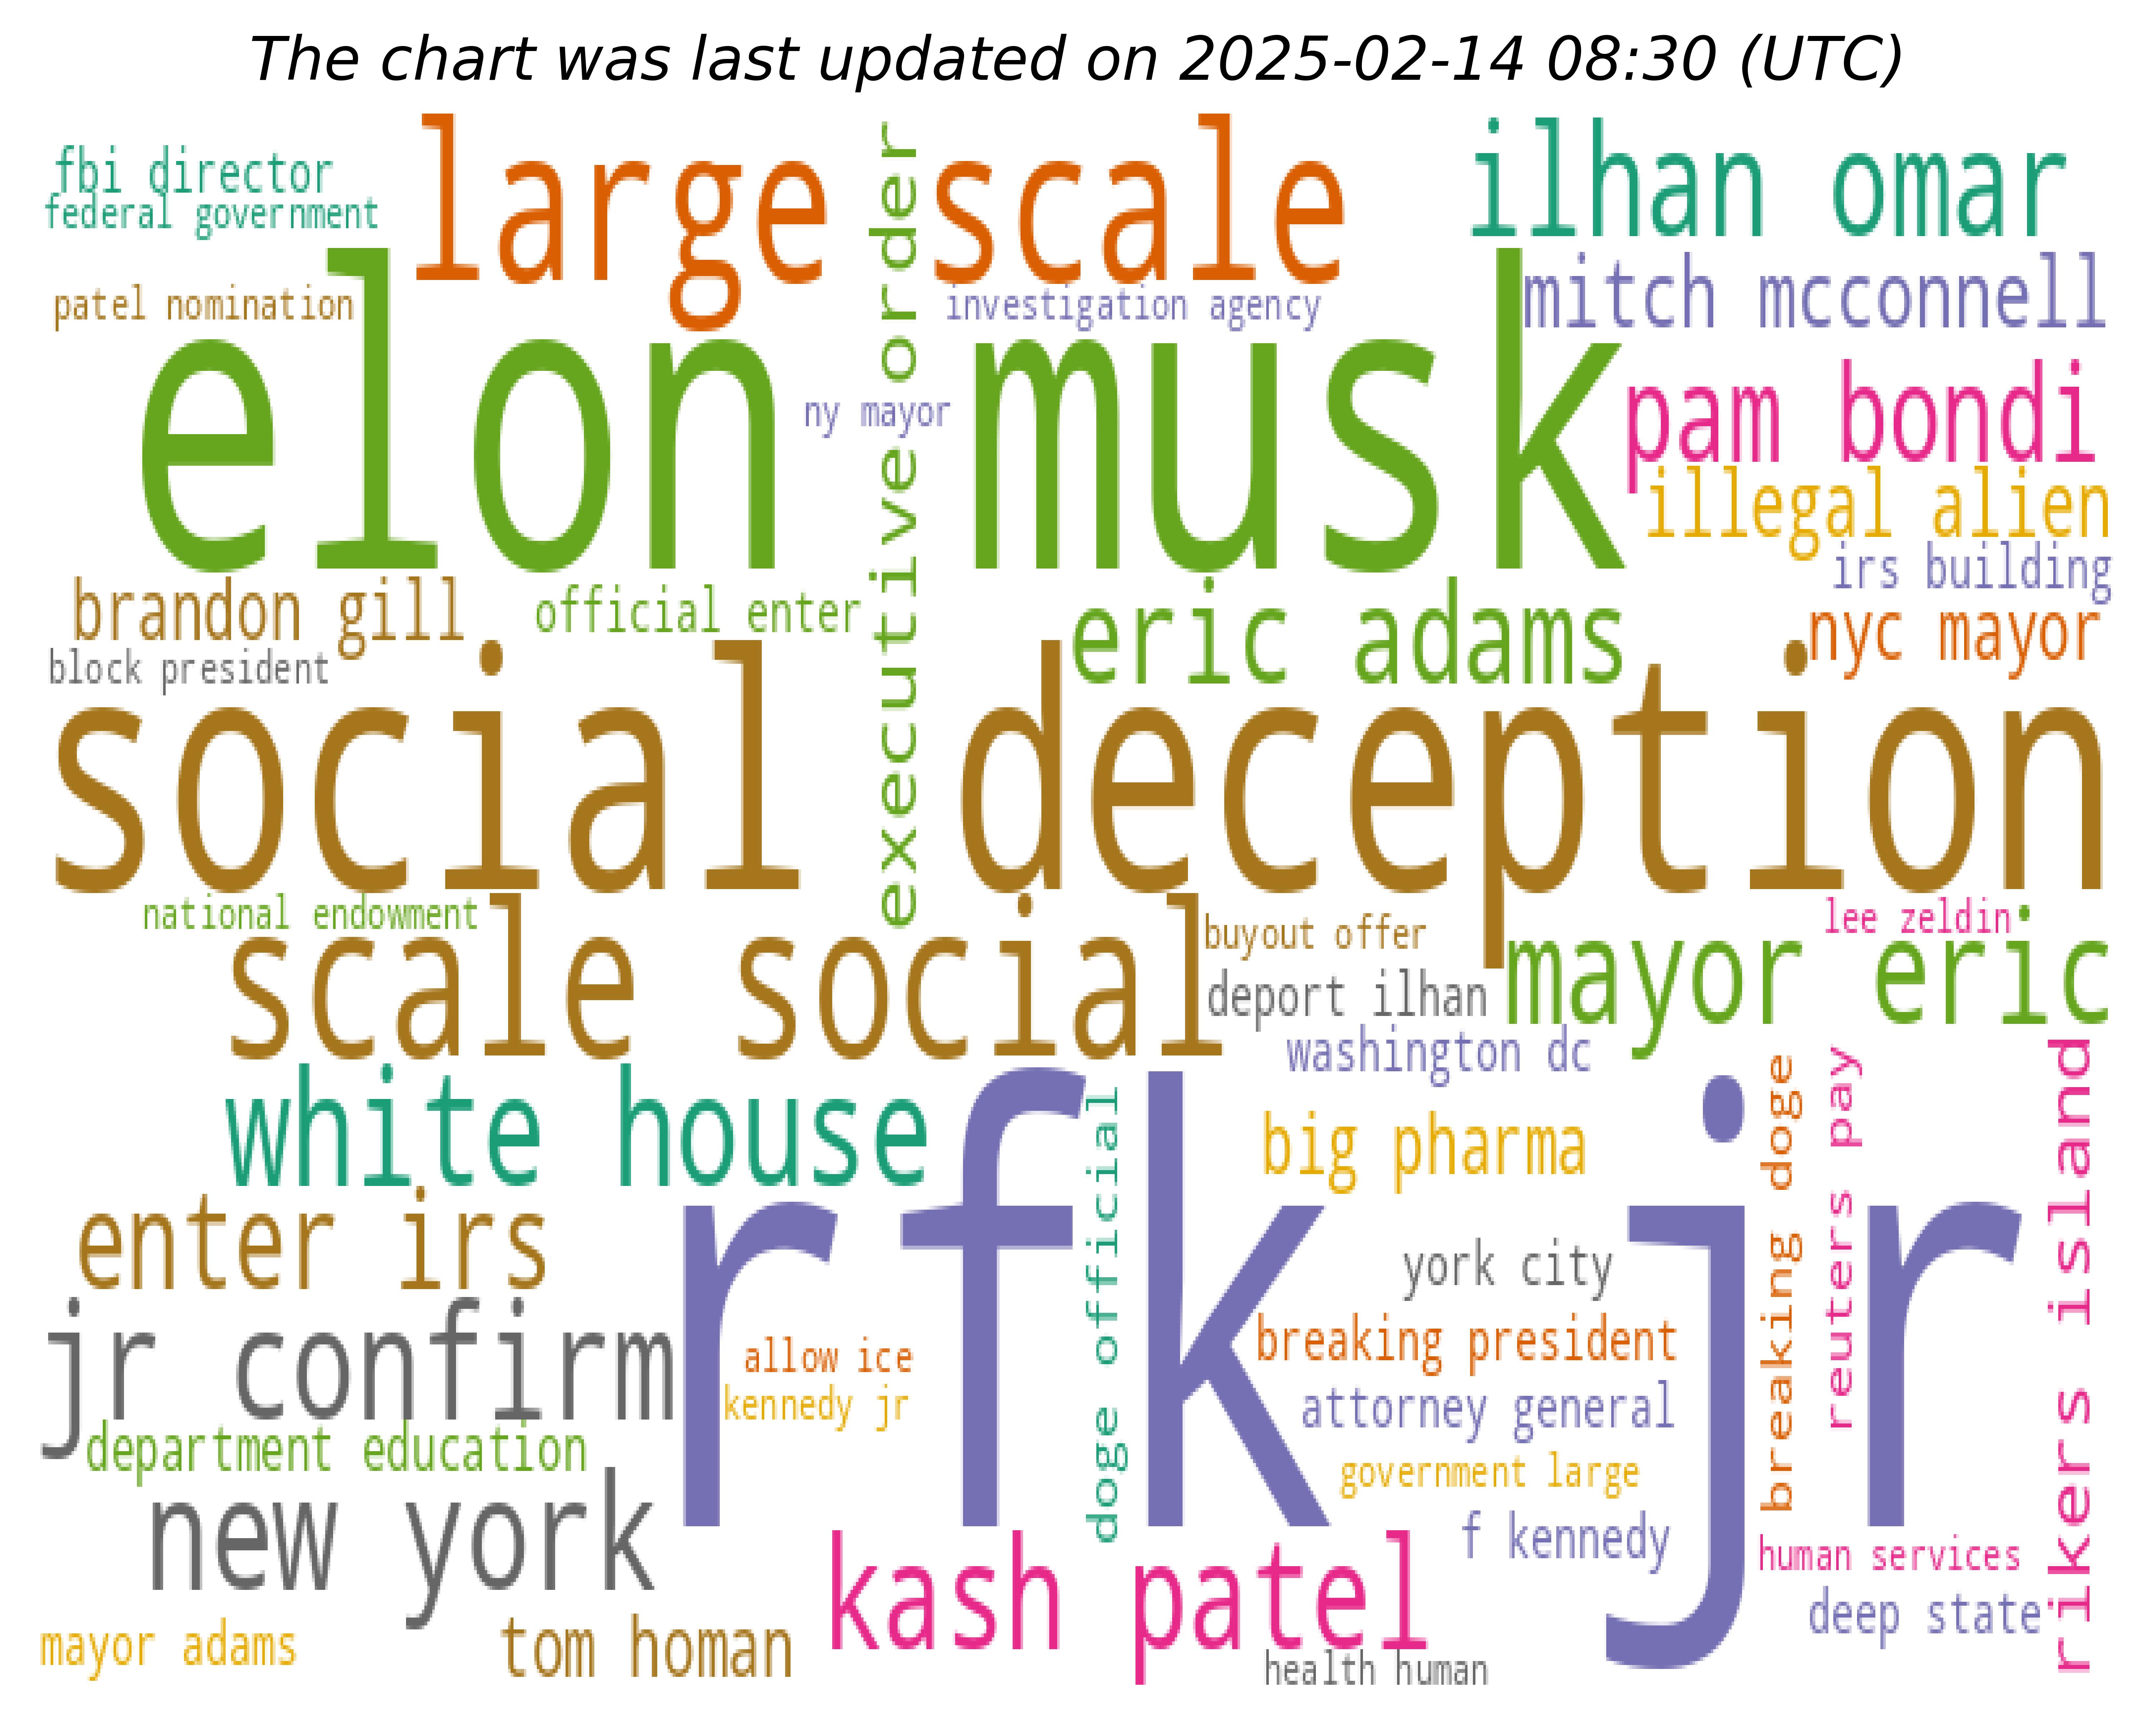 The chart was last updated on 2025-02-14 08:30 (UTC)
fbi director
federal government
large scale
executive order
ilhan omar
patel nomination
investigation agency
mitch mcconnell
elon musk
ny mayor
pam bondi
illegal alien
irs building
brandon gill
official enter
eric adams
nyc mayor
block president
social deception
national endowment
scale social
buyout offer
lee zeldin
deport ilhan
mayor eric
washington dc
white house
rfk jr
doge official
big pharma
breaking doge
reuters pay
rikers island
enter irs
york city
jr confirm
allow ice
breaking president
kennedy jr
attorney general
department education
government large
new york
f kennedy
kash patel
human services
deep state
mayor adams
tom homan
health human